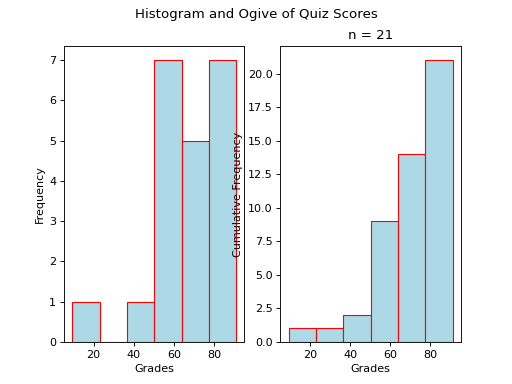 Histogram and Ogive of Quiz Scores
n = 21
Frequency
7
6
5
4
3
2
1
0
20 40 60 80
Grades
Cumulative Frequency
20.0
17.5
15.0
12.5
10.0
7.5
5.0
2.5
0.0
20 40 60 80
Grades